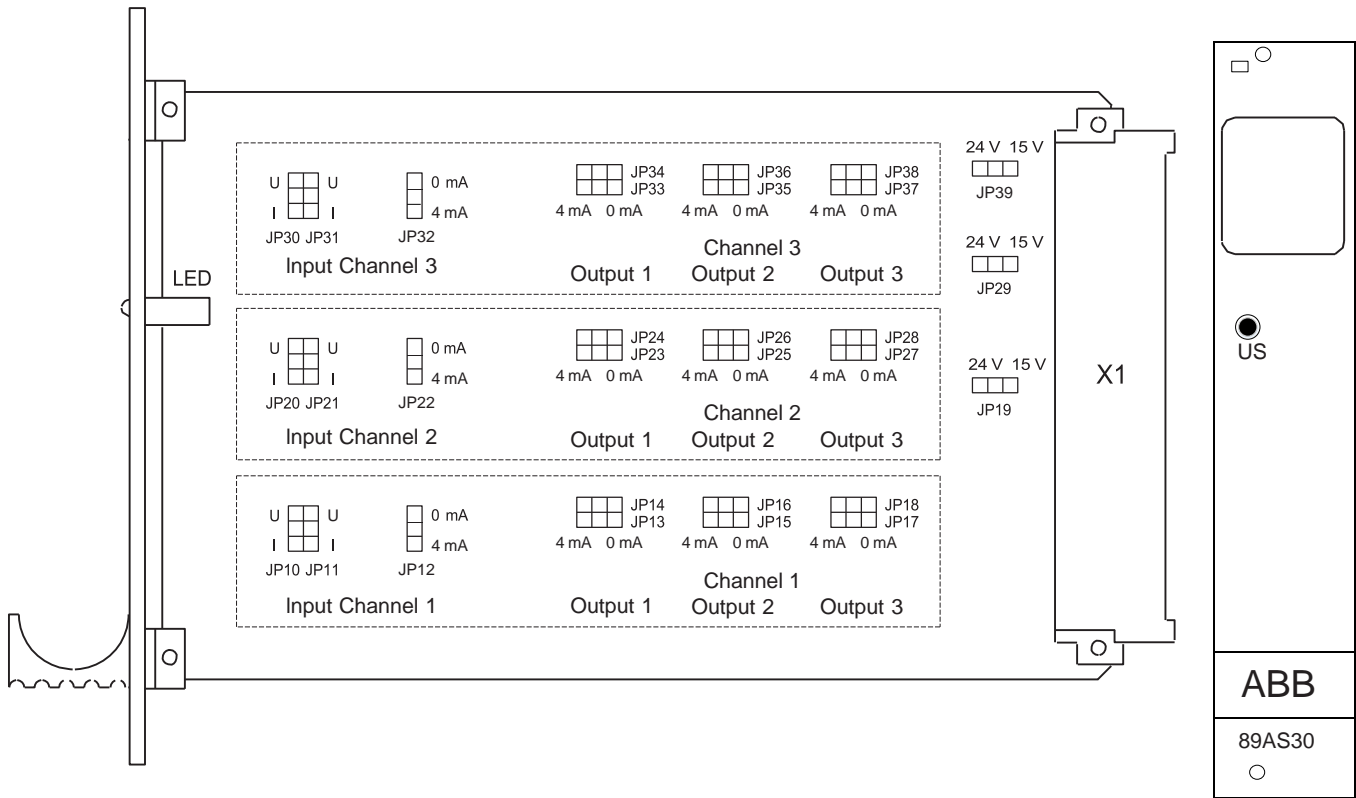 LED
U U
I I
JP30 JP31
Input Channel 3
0 mA
4 mA
JP32
JP34
JP33
4 mA 0 mA
Output 1
JP36
JP35
4 mA 0 mA
Channel 3
Output 2
JP38
JP37
4 mA 0 mA
Output 3
U U
I I
JP20 JP21
Input Channel 2
0 mA
4 mA
JP22
JP24
JP23
4 mA 0 mA
Output 1
JP26
JP25
4 mA 0 mA
Channel 2
Output 2
JP28
JP27
4 mA 0 mA
Output 3
U U
I I
JP10 JP11
Input Channel 1
0 mA
4 mA
JP12
JP14
JP13
4 mA 0 mA
Output 1
JP16
JP15
4 mA 0 mA
Channel 1
Output 2
JP18
JP17
4 mA 0 mA
Output 3
24 V 15 V
JP39
24 V 15 V
JP29
24 V 15 V
JP19
X1
US
ABB
89AS30